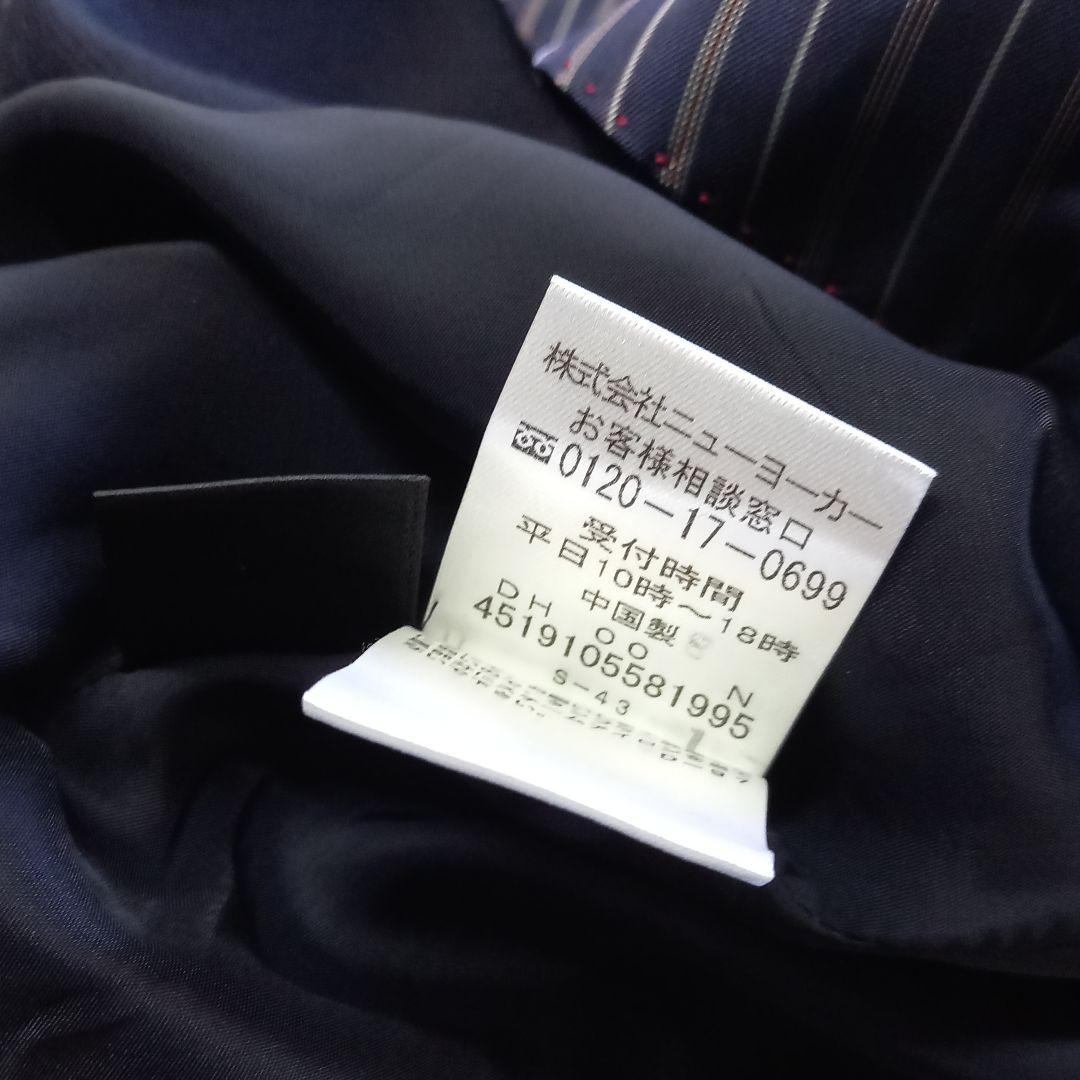 株式会社ニューヨーカー
お客様相談窓口
0120-17-0699
受付時間
平日10時~18時
DH 中国製
OO N
4519105581995
S-43